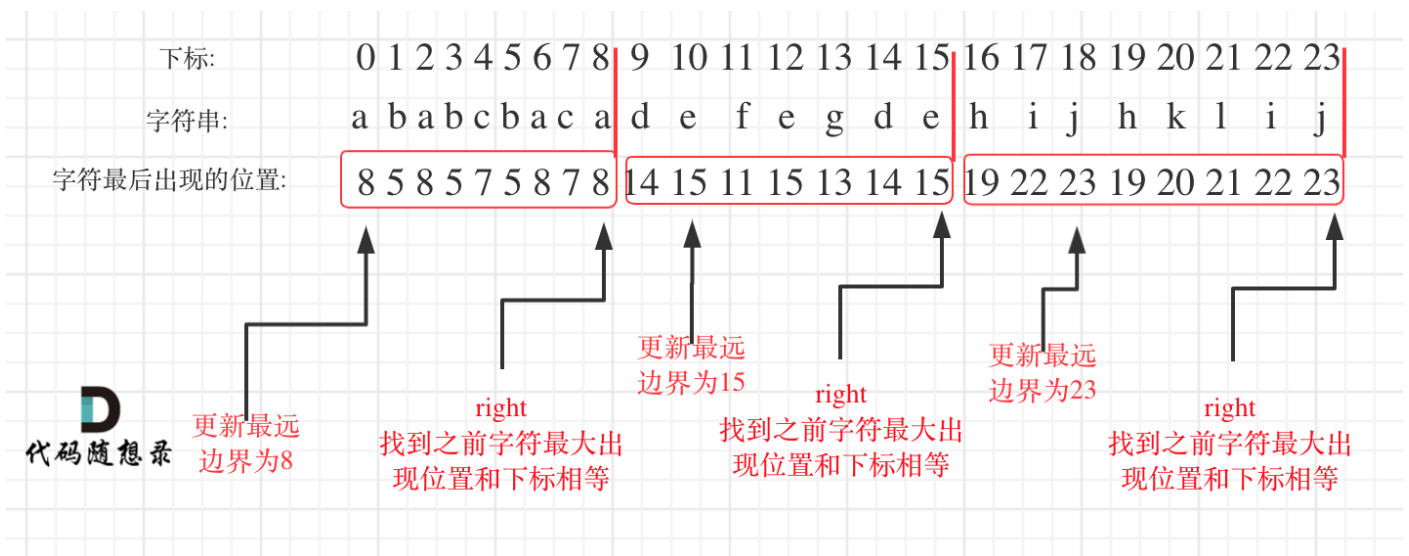 下标: 0 1 2 3 4 5 6 7 8 9 10 11 12 13 14 15 16 17 18 19 20 21 22 23
字符串: a b a b c b a c a d e f e g d e h i j h k l i j
字符最后出现的位置: 8 5 8 5 7 5 8 7 8 14 15 11 15 13 14 15 19 22 23 19 20 21 22 23
更新最远
边界为8
right
找到之前字符最大出
现位置和下标相等
更新最远
边界为15
right
找到之前字符最大出
现位置和下标相等
更新最远
边界为23
right
找到之前字符最大出
现位置和下标相等
代码随想录